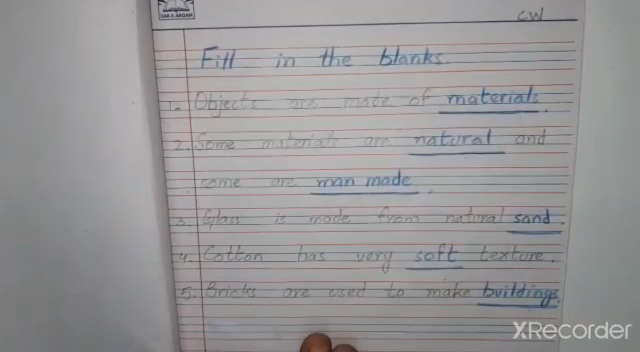 DAR E ARQAM
CW
Fill in the blanks.
1- Objects are made of materials.
2. Some materials are natural and
some are man made.
3. Glass is made from natural sand.
4. Cotton has very soft texture.
5. Bricks are used to make buildings.
XRecorder